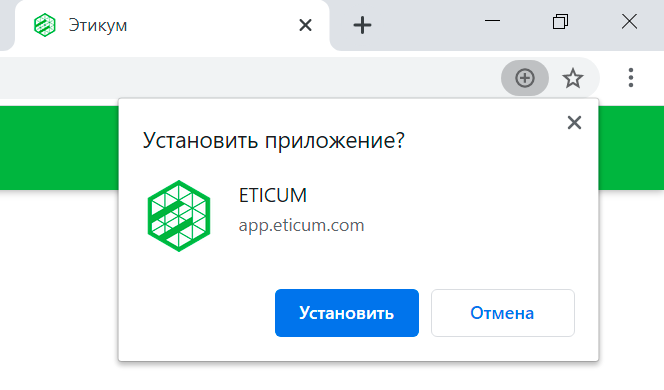 Этикум
Установить приложение?
ETICUM
app.eticum.com
Установить
Отмена